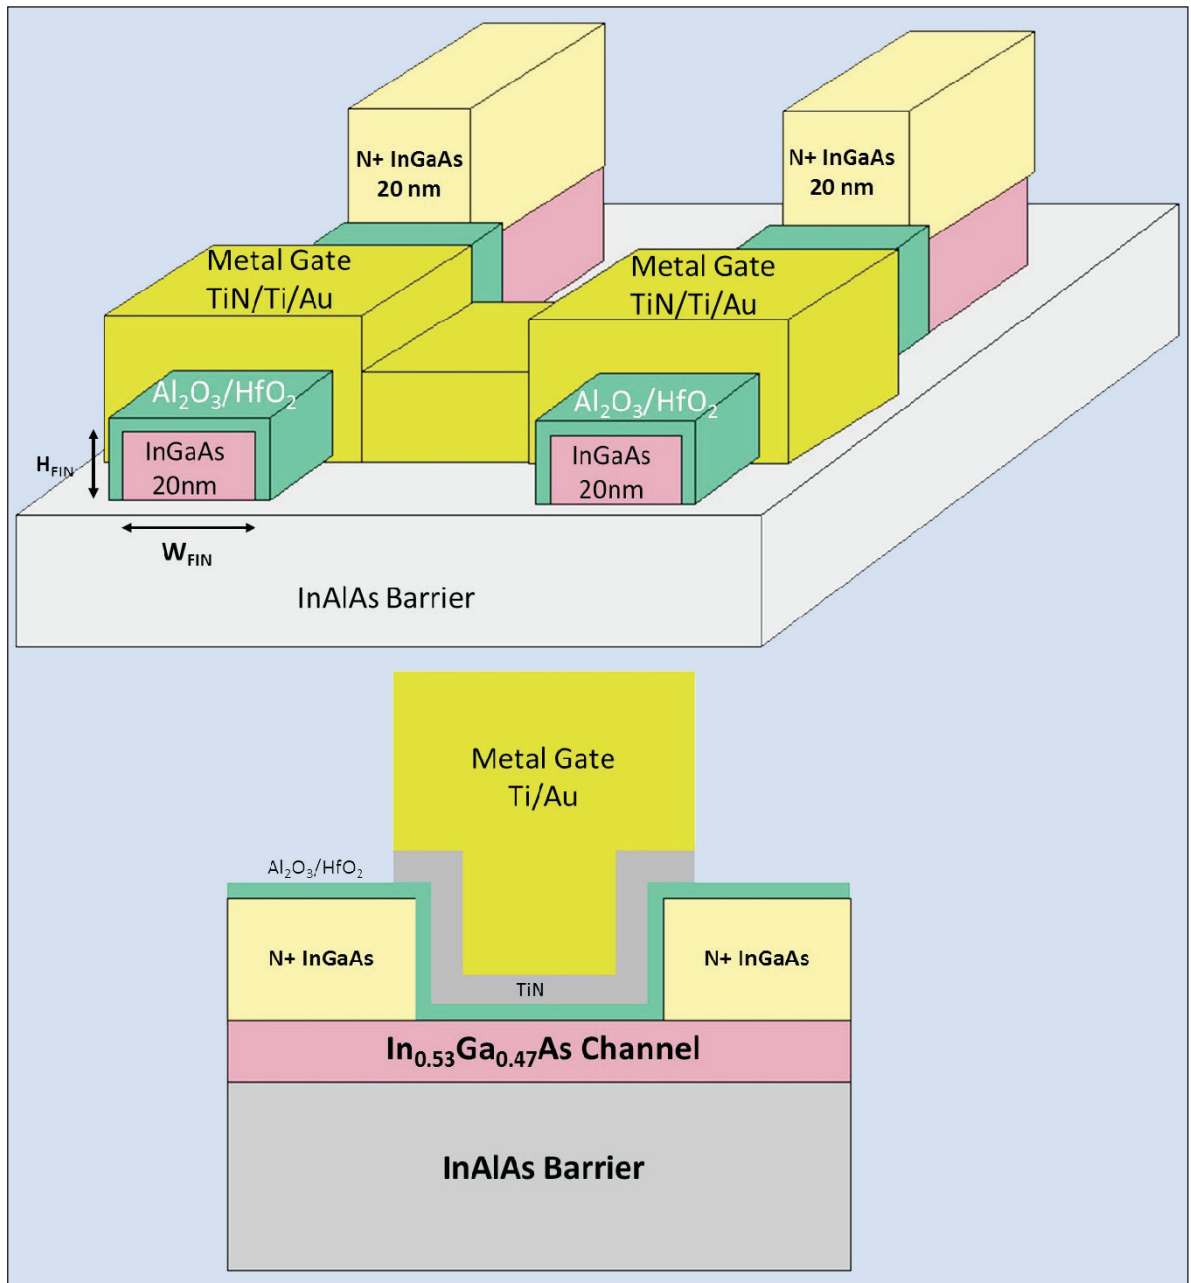 N+ InGaAs
20 nm
N+ InGaAs
20 nm
Metal Gate
TiN/Ti/Au
Metal Gate
TiN/Ti/Au
Al₂O₃/HfO₂
Al₂O₃/HfO₂
H_FIN
InGaAs
20nm
InGaAs
20nm
W_FIN
InAlAs Barrier
Metal Gate
Ti/Au
Al₂O₃/HfO₂
N+ InGaAs
N+ InGaAs
TiN
In₀.₅₃Ga₀.₄₇As Channel
InAlAs Barrier